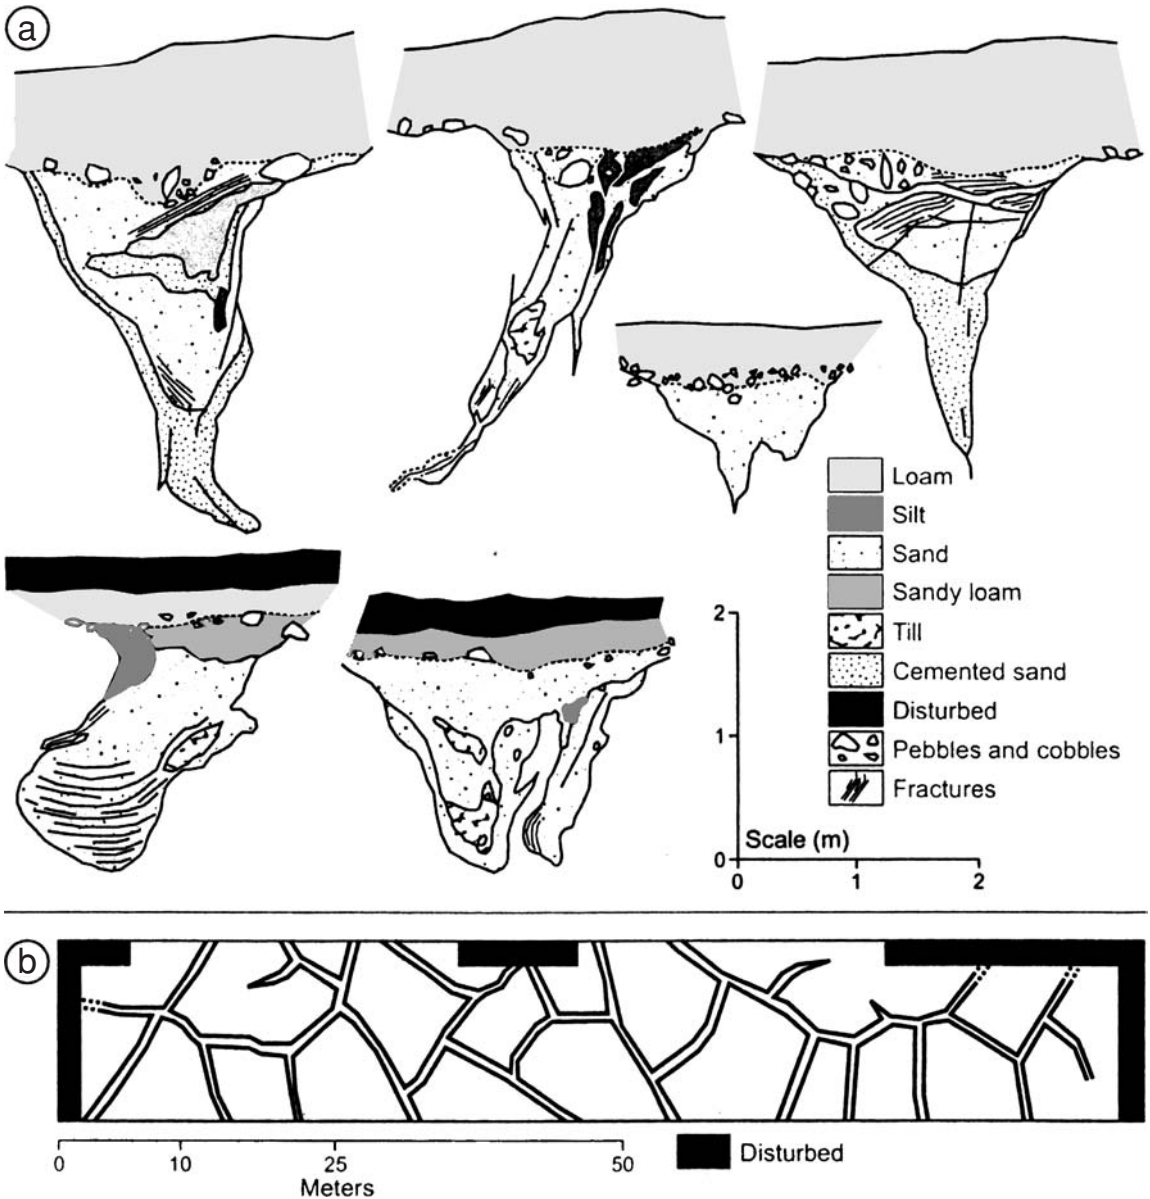 a
Loam
Silt
Sand
Sandy loam
Till
Cemented sand
Disturbed
Pebbles and cobbles
Fractures
2
1
0
Scale (m)
0 1 2
b
0 10 25 50
Meters
Disturbed